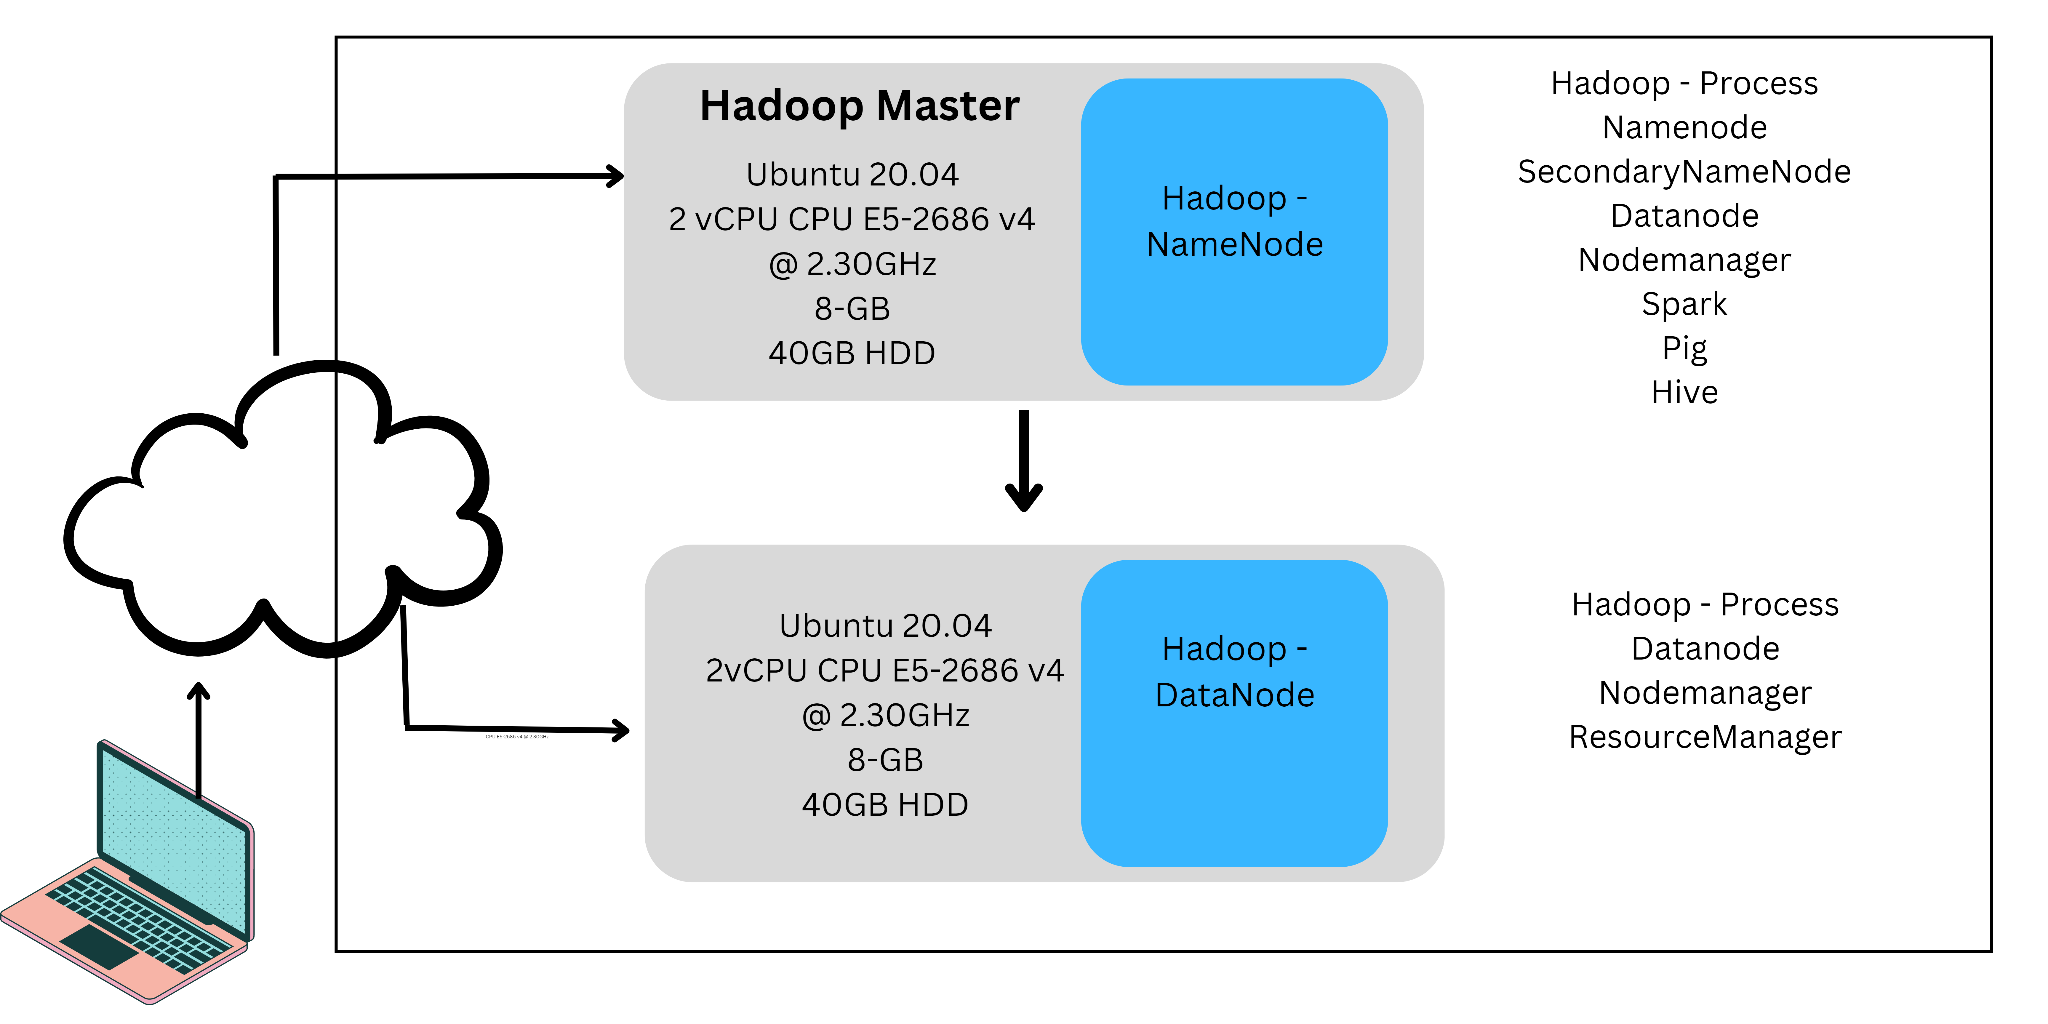 Hadoop Master
Ubuntu 20.04
2 vCPU CPU E5-2686 v4
@ 2.30GHz
8-GB
40GB HDD
Hadoop -
NameNode
Hadoop - Process
Namenode
SecondaryNameNode
Datanode
Nodemanager
Spark
Pig
Hive
Ubuntu 20.04
2vCPU CPU E5-2686 v4
@ 2.30GHz
8-GB
40GB HDD
Hadoop -
DataNode
Hadoop - Process
Datanode
Nodemanager
ResourceManager